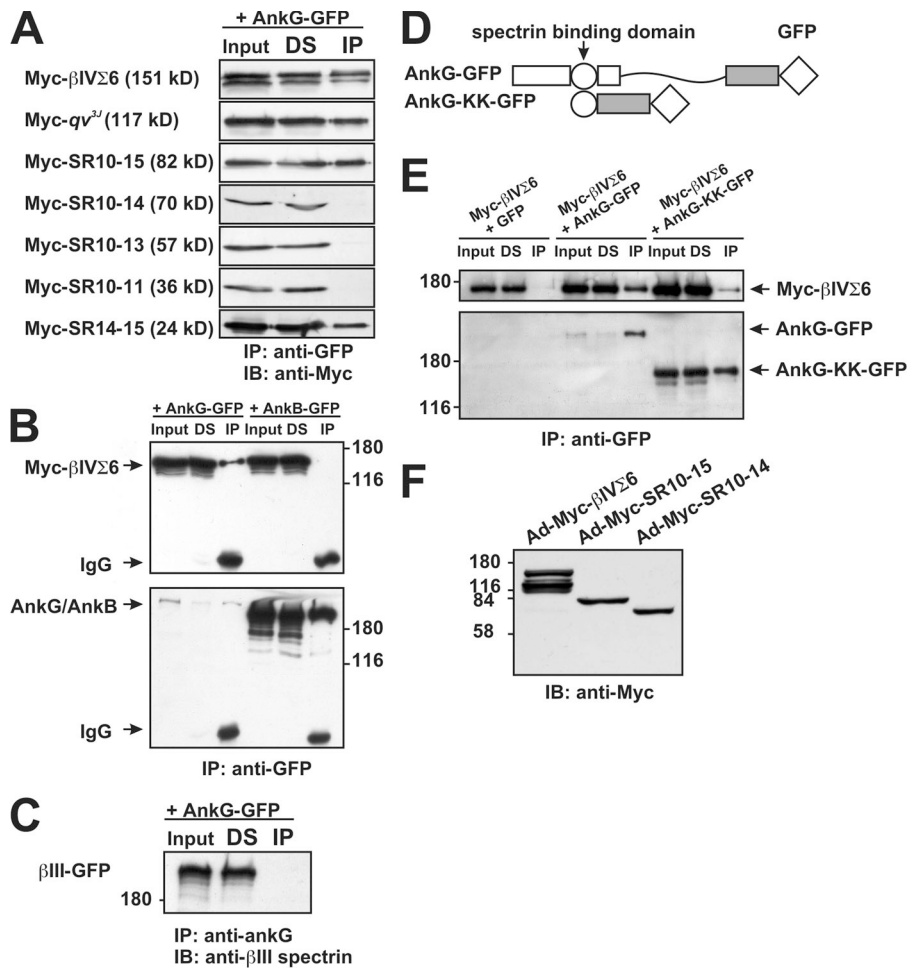 A
+ AnkG-GFP
Input DS IP
Myc-βIVΣ6 (151 kD)
Myc-qv3J (117 kD)
Myc-SR10-15 (82 kD)
Myc-SR10-14 (70 kD)
Myc-SR10-13 (57 kD)
Myc-SR10-11 (36 kD)
Myc-SR14-15 (24 kD)
IP: anti-GFP
IB: anti-Myc
B
+ AnkG-GFP + AnkB-GFP
Input DS IP Input DS IP
Myc-βIVΣ6
180
116
IgG
AnkG/AnkB
180
116
IgG
IP: anti-GFP
C
+ AnkG-GFP
Input DS IP
βIII-GFP
180
IP: anti-ankG
IB: anti-βIII spectrin
D
spectrin binding domain GFP
AnkG-GFP
AnkG-KK-GFP
E
Myc-βIVΣ6
+ GFP
Myc-βIVΣ6
+ AnkG-GFP
Myc-βIVΣ6
+ AnkG-KK-GFP
Input DS IP Input DS IP Input DS IP
180
Myc-βIVΣ6
AnkG-GFP
180
AnkG-KK-GFP
116
IP: anti-GFP
F
Ad-Myc-βIVΣ6
Ad-Myc-SR10-15
Ad-Myc-SR10-14
180
116
84
58
IB: anti-Myc